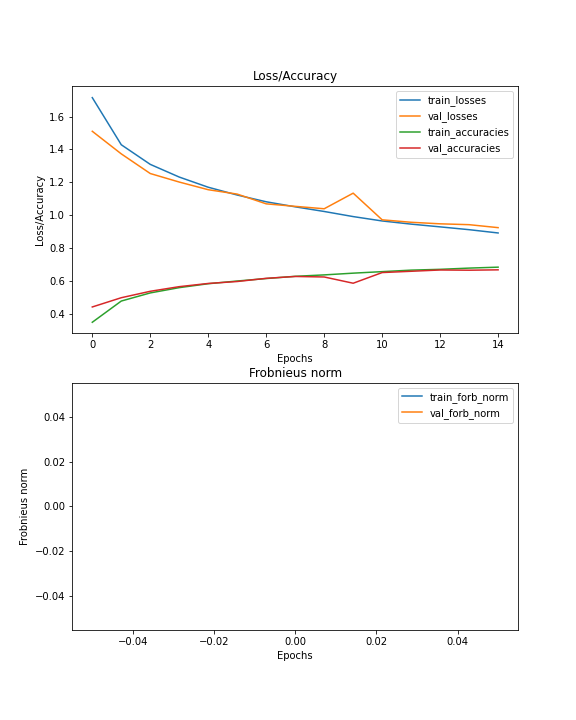 Loss/Accuracy
Loss/Accuracy
1.6
1.4
1.2
1.0
0.8
0.6
0.4
train_losses
val_losses
train_accuracies
val_accuracies
0 2 4 6 8 10 12 14
Epochs
Frobnieus norm
Frobnieus norm
0.04
0.02
0.00
−0.02
−0.04
train_forb_norm
val_forb_norm
−0.04 −0.02 0.00 0.02 0.04
Epochs